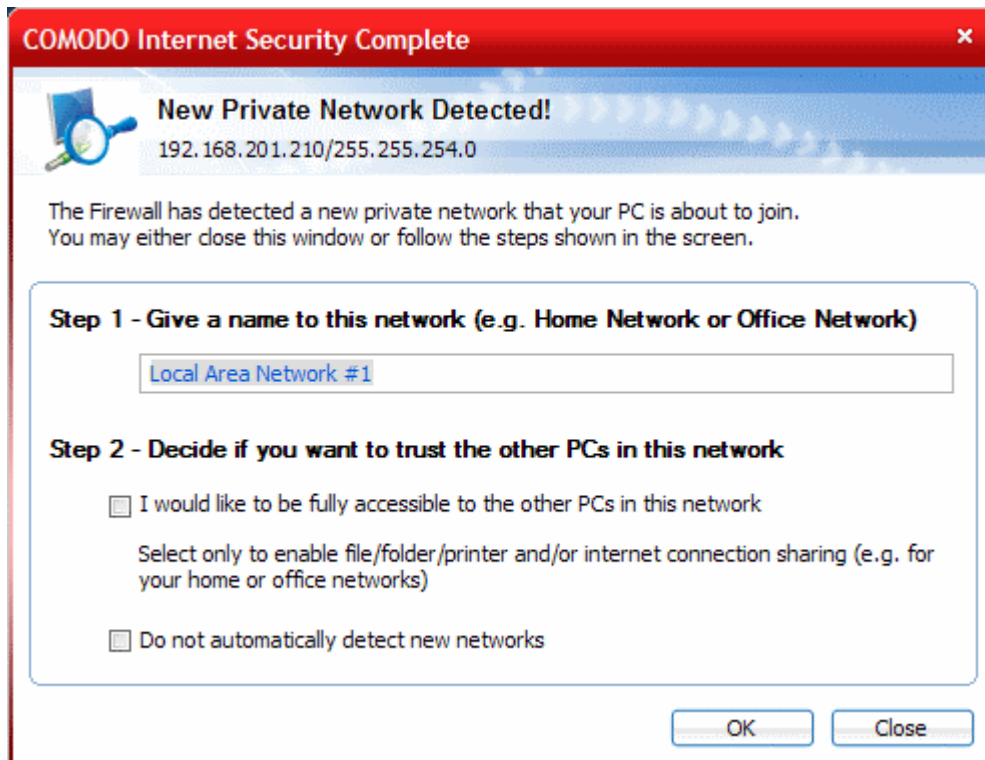 COMODO Internet Security Complete
New Private Network Detected!
192.168.201.210/255.255.254.0
The Firewall has detected a new private network that your PC is about to join.
You may either close this window or follow the steps shown in the screen.
Step 1 - Give a name to this network (e.g. Home Network or Office Network)
Local Area Network #1
Step 2 - Decide if you want to trust the other PCs in this network
I would like to be fully accessible to the other PCs in this network
Select only to enable file/folder/printer and/or internet connection sharing (e.g. for
your home or office networks)
Do not automatically detect new networks
OK Close